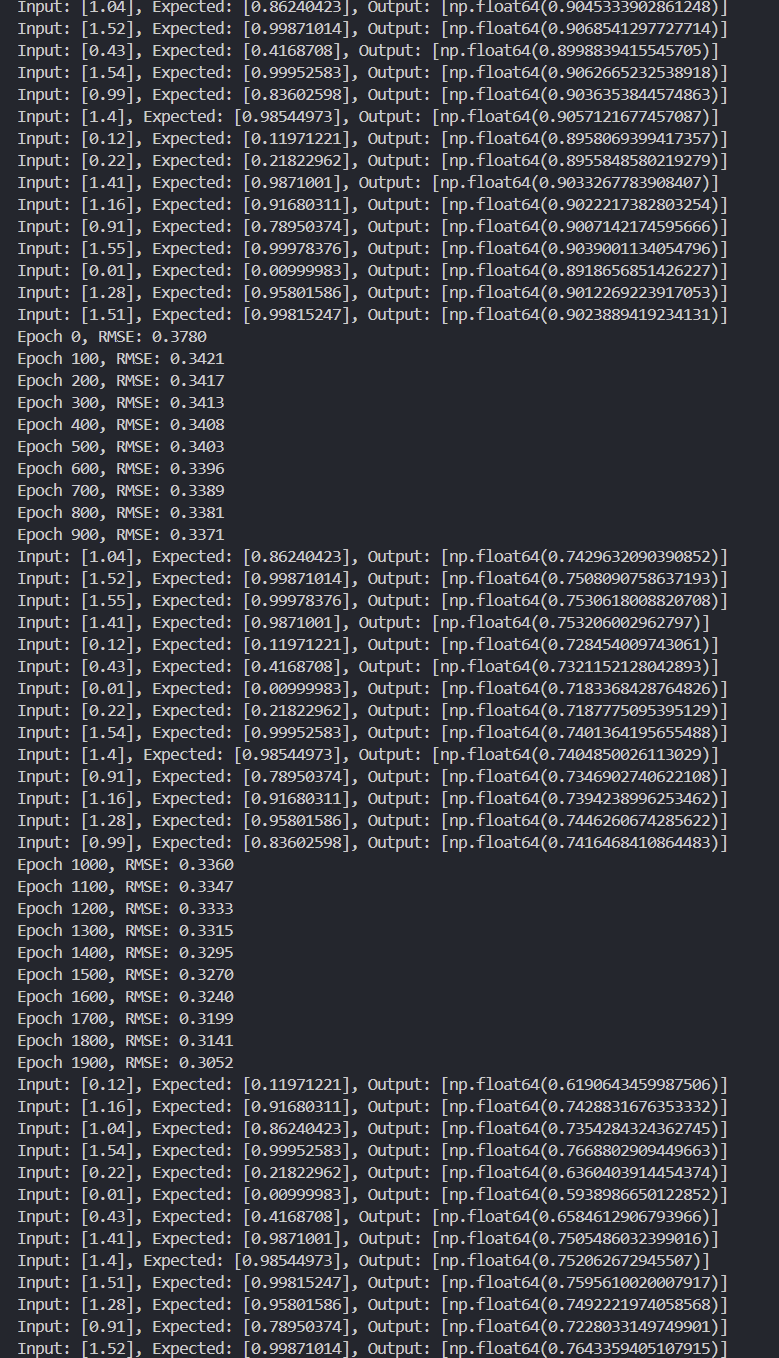 Input: [1.04], Expected: [0.86240423], Output: [np.float64(0.9045333902861248)]
Input: [1.52], Expected: [0.99871014], Output: [np.float64(0.9068541297727714)]
Input: [0.43], Expected: [0.4168708], Output: [np.float64(0.8998839415545705)]
Input: [1.54], Expected: [0.99952583], Output: [np.float64(0.9062665232538918)]
Input: [0.99], Expected: [0.83602598], Output: [np.float64(0.9036353844574863)]
Input: [1.4], Expected: [0.98544973], Output: [np.float64(0.9057121677457087)]
Input: [0.12], Expected: [0.11971221], Output: [np.float64(0.8958069399417357)]
Input: [0.22], Expected: [0.21822962], Output: [np.float64(0.8955848580219279)]
Input: [1.41], Expected: [0.9871001], Output: [np.float64(0.9033267783908407)]
Input: [1.16], Expected: [0.91680311], Output: [np.float64(0.9022217382803254)]
Input: [0.91], Expected: [0.78950374], Output: [np.float64(0.9007142174595666)]
Input: [1.55], Expected: [0.99978376], Output: [np.float64(0.9039001134054796)]
Input: [0.01], Expected: [0.00999983], Output: [np.float64(0.8918656851426227)]
Input: [1.28], Expected: [0.95801586], Output: [np.float64(0.9012269223917053)]
Input: [1.51], Expected: [0.99815247], Output: [np.float64(0.9023889419234131)]
Epoch 0, RMSE: 0.3780
Epoch 100, RMSE: 0.3421
Epoch 200, RMSE: 0.3417
Epoch 300, RMSE: 0.3413
Epoch 400, RMSE: 0.3408
Epoch 500, RMSE: 0.3403
Epoch 600, RMSE: 0.3396
Epoch 700, RMSE: 0.3389
Epoch 800, RMSE: 0.3381
Epoch 900, RMSE: 0.3371
Input: [1.04], Expected: [0.86240423], Output: [np.float64(0.7429632090390852)]
Input: [1.52], Expected: [0.99871014], Output: [np.float64(0.7508090758637193)]
Input: [1.55], Expected: [0.99978376], Output: [np.float64(0.7530618008820708)]
Input: [1.41], Expected: [0.9871001], Output: [np.float64(0.753206002962797)]
Input: [0.12], Expected: [0.11971221], Output: [np.float64(0.728454009743061)]
Input: [0.43], Expected: [0.4168708], Output: [np.float64(0.7321152128042893)]
Input: [0.01], Expected: [0.00999983], Output: [np.float64(0.7183368428764826)]
Input: [0.22], Expected: [0.21822962], Output: [np.float64(0.7187775095395129)]
Input: [1.54], Expected: [0.99952583], Output: [np.float64(0.7401364195655488)]
Input: [1.4], Expected: [0.98544973], Output: [np.float64(0.7404850026113029)]
Input: [0.91], Expected: [0.78950374], Output: [np.float64(0.7346902740622108)]
Input: [1.16], Expected: [0.91680311], Output: [np.float64(0.7394238996253462)]
Input: [1.28], Expected: [0.95801586], Output: [np.float64(0.7446260674285622)]
Input: [0.99], Expected: [0.83602598], Output: [np.float64(0.7416468410864483)]
Epoch 1000, RMSE: 0.3360
Epoch 1100, RMSE: 0.3347
Epoch 1200, RMSE: 0.3333
Epoch 1300, RMSE: 0.3315
Epoch 1400, RMSE: 0.3295
Epoch 1500, RMSE: 0.3270
Epoch 1600, RMSE: 0.3240
Epoch 1700, RMSE: 0.3199
Epoch 1800, RMSE: 0.3141
Epoch 1900, RMSE: 0.3052
Input: [0.12], Expected: [0.11971221], Output: [np.float64(0.6190643459987506)]
Input: [1.16], Expected: [0.91680311], Output: [np.float64(0.7428831676353332)]
Input: [1.04], Expected: [0.86240423], Output: [np.float64(0.7354284324362745)]
Input: [1.54], Expected: [0.99952583], Output: [np.float64(0.7668802909449663)]
Input: [0.22], Expected: [0.21822962], Output: [np.float64(0.6360403914454374)]
Input: [0.01], Expected: [0.00999983], Output: [np.float64(0.5938986650122852)]
Input: [0.43], Expected: [0.4168708], Output: [np.float64(0.6584612906793966)]
Input: [1.41], Expected: [0.9871001], Output: [np.float64(0.7505486032399016)]
Input: [1.4], Expected: [0.98544973], Output: [np.float64(0.752062672945507)]
Input: [1.51], Expected: [0.99815247], Output: [np.float64(0.7595610020007917)]
Input: [1.28], Expected: [0.95801586], Output: [np.float64(0.7492221974058568)]
Input: [0.91], Expected: [0.78950374], Output: [np.float64(0.7228033149749901)]
Input: [1.52], Expected: [0.99871014], Output: [np.float64(0.7643359405107915)]